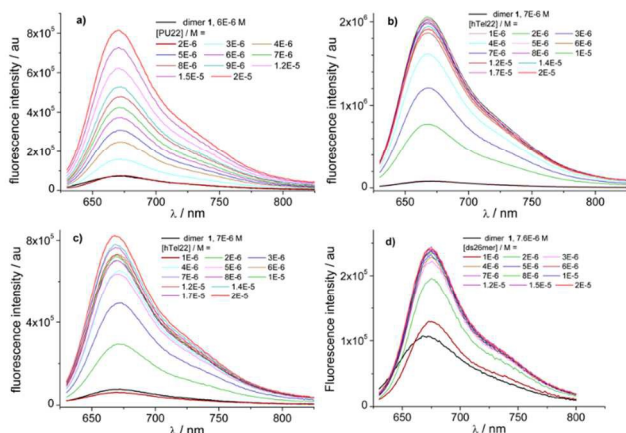 a)
dimer 1, 6E-6 M
[PU22] / M =
2E-6 3E-6 4E-6
5E-6 6E-6 7E-6
8E-6 9E-6 1.2E-5
1.5E-5 2E-5
8x10⁵
6x10⁵
4x10⁵
2x10⁵
0
fluorescence intensity / au
650 700 750 800
λ / nm
b)
dimer 1, 7E-6 M
[hTel22] / M =
1E-6 2E-6 3E-6
4E-6 5E-6 6E-6
7E-6 8E-6 1E-5
1.2E-5 1.4E-5
1.7E-5 2E-5
2x10⁶
1x10⁶
0
fluorescence intensity / au
650 700 750 800
λ / nm
c)
dimer 1, 7E-6 M
[hTel22] / M =
1E-6 2E-6 3E-6
4E-6 5E-6 6E-6
7E-6 8E-6 1E-5
1.2E-5 1.4E-5
1.7E-5 2E-5
8x10⁵
4x10⁵
0
fluorescence intensity / au
650 700 750 800
λ / nm
d)
dimer 1, 7.6E-6 M
[ds26mer] / M =
1E-6 2E-6 3E-6
4E-6 5E-6 6E-6
7E-6 8E-6 1E-5
1.2E-5 1.5E-5 2E-5
2x10⁵
1x10⁵
0
fluorescence intensity / au
650 700 750 800
λ / nm